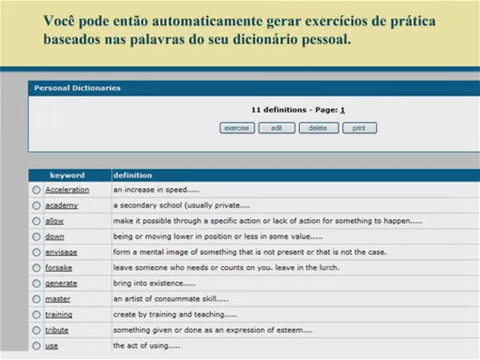 Você pode então automaticamente gerar exercícios de prática
baseados nas palavras do seu dicionário pessoal.
Personal Dictionaries
11 definitions - Page: 1
exercise edit delete print
keyword definition
Acceleration an increase in speed.....
academy a secondary school (usually private....
allow make it possible through a specific action or lack of action for something to happen....
down being or moving lower in position or less in some value.....
envisage form a mental image of something that is not present or that is not the case.
forsake leave someone who needs or counts on you. leave in the lurch.
generate bring into existence.....
master an artist of consummate skill....
training create by training and teaching.....
tribute something given or done as an expression of esteem....
use the act of using.....